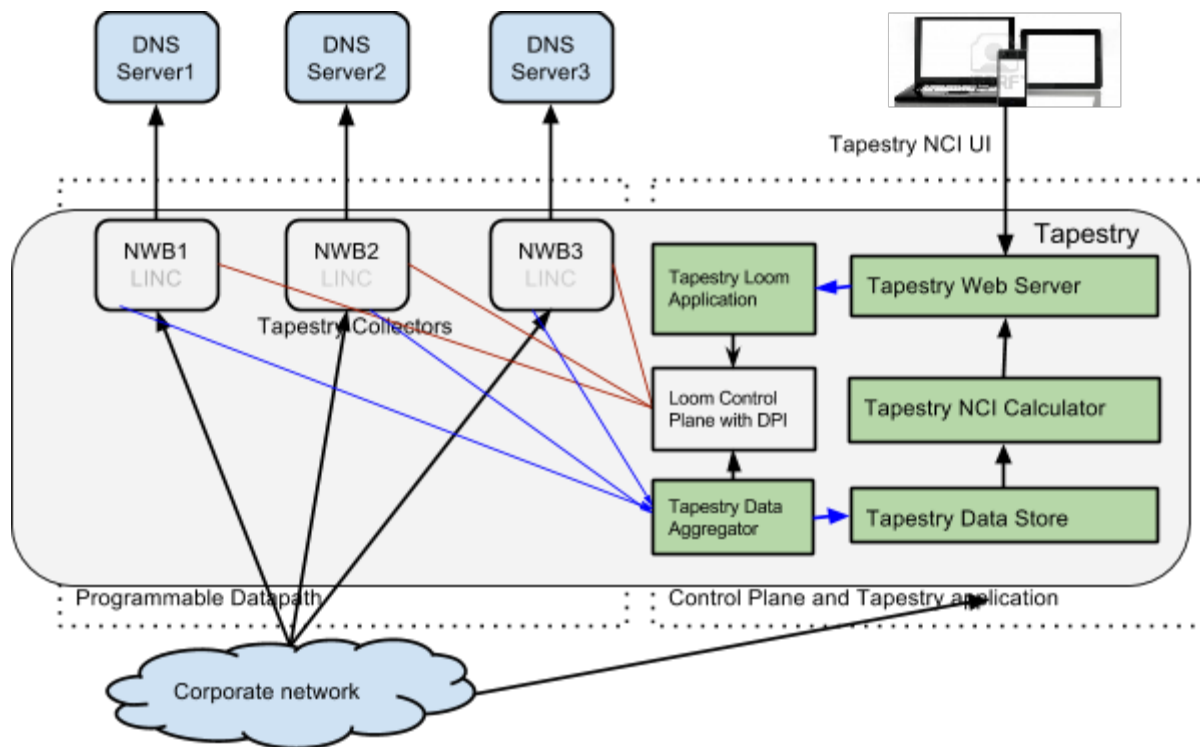 DNS
Server1
DNS
Server2
DNS
Server3
Tapestry NCI UI
Tapestry
NWB1
LINC
NWB2
LINC
NWB3
LINC
Tapestry Collectors
Tapestry Loom
Application
Tapestry Web Server
Loom Control
Plane with DPI
Tapestry NCI Calculator
Tapestry Data
Aggregator
Tapestry Data Store
Programmable Datapath
Control Plane and Tapestry application
Corporate network